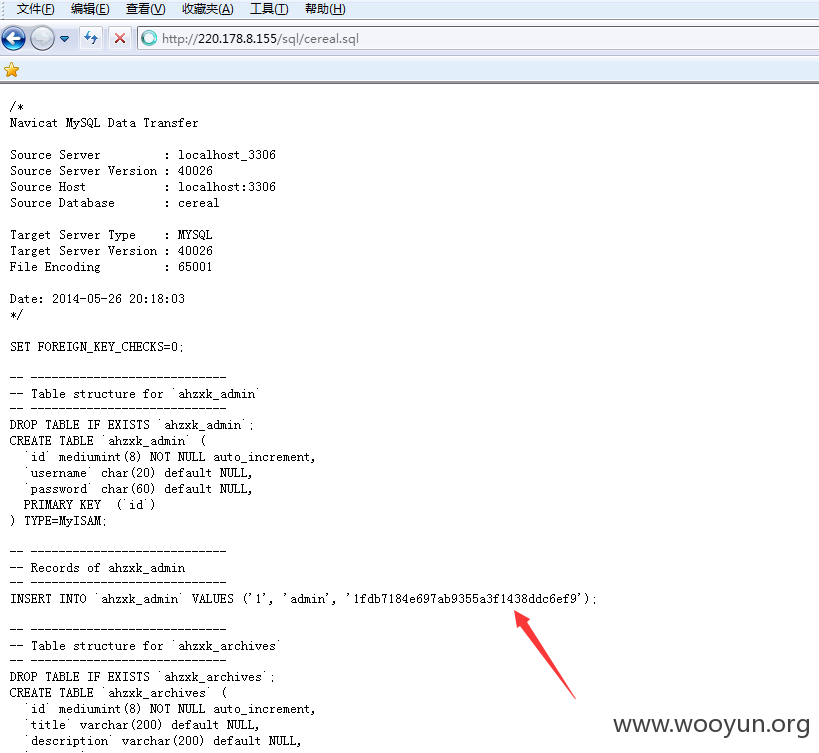 文件(F) 编辑(E) 查看(V) 收藏夹(A) 工具(T) 帮助(H)
http://220.178.8.155/sql/cereal.sql
/*
Navicat MySQL Data Transfer
Source Server         : localhost_3306
Source Server Version : 40026
Source Host           : localhost:3306
Source Database       : cereal
Target Server Type    : MYSQL
Target Server Version : 40026
File Encoding         : 65001
Date: 2014-05-26 20:18:03
*/
SET FOREIGN_KEY_CHECKS=0;
-- ----------------------------
-- Table structure for `ahzxk_admin`
-- ----------------------------
DROP TABLE IF EXISTS `ahzxk_admin`;
CREATE TABLE `ahzxk_admin` (
  `id` mediumint(8) NOT NULL auto_increment,
  `username` char(20) default NULL,
  `password` char(60) default NULL,
  PRIMARY KEY  (`id`)
) TYPE=MyISAM;
-- ----------------------------
-- Records of ahzxk_admin
-- ----------------------------
INSERT INTO `ahzxk_admin` VALUES ('1', 'admin', '1fdb7184e697ab9355a3f1438ddc6ef9');
-- ----------------------------
-- Table structure for `ahzxk_archives`
-- ----------------------------
DROP TABLE IF EXISTS `ahzxk_archives`;
CREATE TABLE `ahzxk_archives` (
  `id` mediumint(8) NOT NULL auto_increment,
  `title` varchar(200) default NULL,
  `description` varchar(200) default NULL,
www.wooyun.org